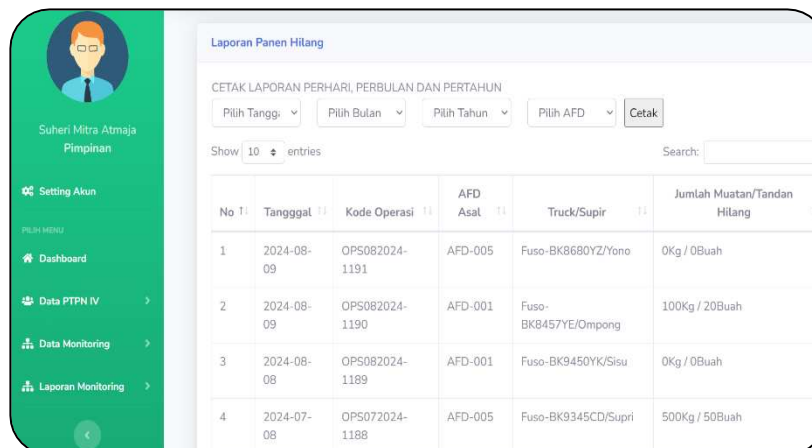 Suheri Mitra Atmaja
Pimpinan
Setting Akun
PILIH MENU
Dashboard
Data PTPN IV
Data Monitoring
Laporan Monitoring
Laporan Panen Hilang
CETAK LAPORAN PERHARI, PERBULAN DAN PERTAHUN
Pilih Tangg Pilih Bulan Pilih Tahun Pilih AFD Cetak
Show 10 entries Search:
No Tangggal Kode Operasi AFD Asal Truck/Supir Jumlah Muatan/Tandan Hilang
1 2024-08-09 OPS082024-1191 AFD-005 Fuso-BK8680YZ/Yono 0Kg / 0Buah
2 2024-08-09 OPS082024-1190 AFD-001 Fuso-BK8457YE/Ompong 100Kg / 20Buah
3 2024-08-08 OPS082024-1189 AFD-001 Fuso-BK9450YK/Sisu 0Kg / 0Buah
4 2024-07-08 OPS072024-1188 AFD-005 Fuso-BK9345CD/Supri 500Kg / 50Buah